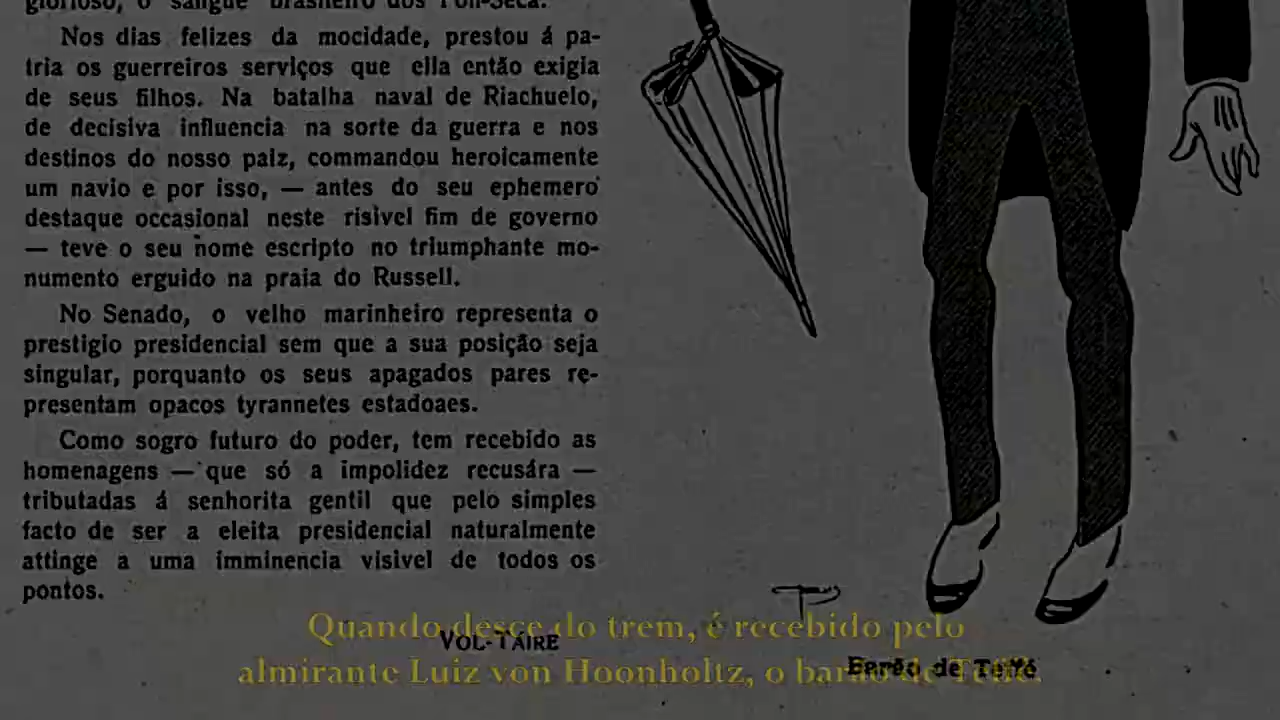 glorioso, o sangue brasileiro dos Fon-Seca.
Nos dias felizes da mocidade, prestou á pa-
tria os guerreiros serviços que ella então exigia
de seus filhos. Na batalha naval de Riachuelo,
de decisiva influencia na sorte da guerra e nos
destinos do nosso paiz, commandou heroicamente
um navio e por isso, — antes do seu ephemero
destaque occasional neste risivel fim de governo
— teve o seu nome escripto no triumphante mo-
numento erguido na praia do Russell.
No Senado, o velho marinheiro representa o
prestigio presidencial sem que a sua posição seja
singular, porquanto os seus apagados pares re-
presentam opacos tyrannetes estadoaes.
Como sogro futuro do poder, tem recebido as
homenagens — que só a impolidez recusára —
tributadas á senhorita gentil que pelo simples
facto de ser a eleita presidencial naturalmente
attinge a uma imminencia visivel de todos os
pontos.
VOL-TAIRE
Barão de Teffé
Quando desce do trem, é recebido pelo
almirante Luiz von Hoonholtz, o barão de Teffé.